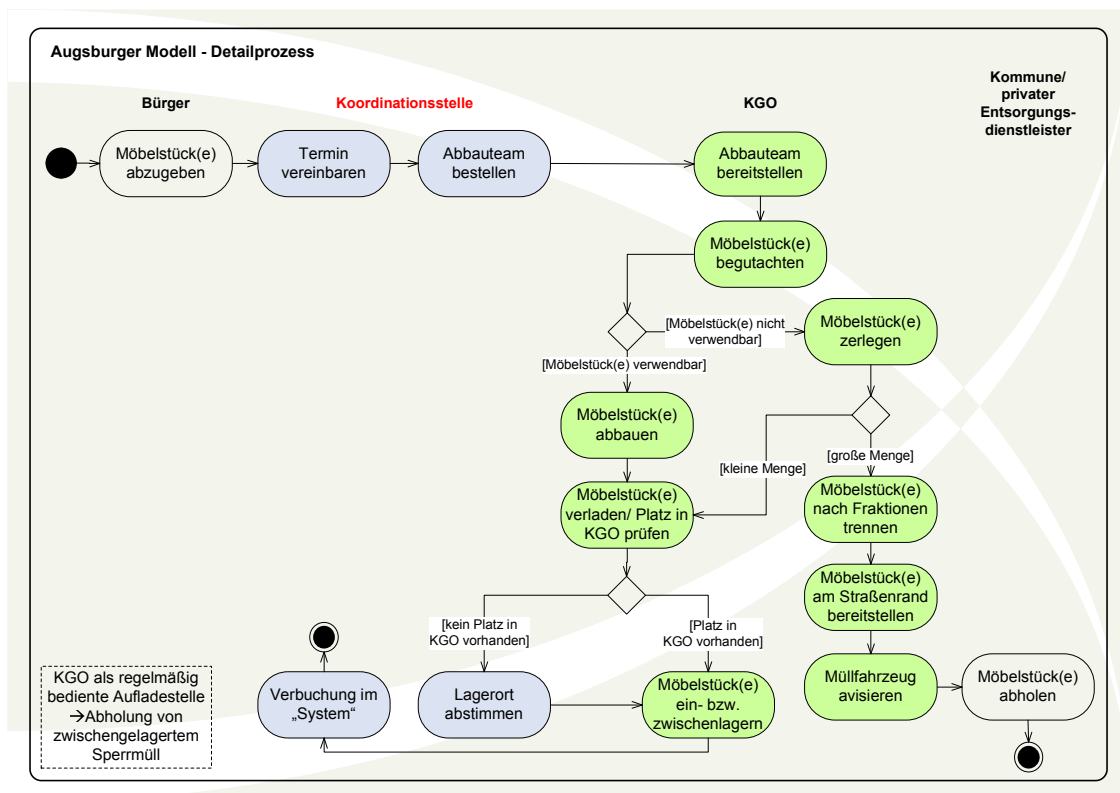 Augsburger Modell - Detailprozess
Bürger
Koordinationsstelle
KGO
Kommune/
privater
Entsorgungs-
dienstleister
Möbelstück(e)
abzugeben
Termin
vereinbaren
Abbauteam
bestellen
Abbauteam
bereitstellen
Möbelstück(e)
begutachten
[Möbelstück(e) nicht
verwendbar]
Möbelstück(e)
zerlegen
[Möbelstück(e) verwendbar]
Möbelstück(e)
abbauen
[kleine Menge]
[große Menge]
Möbelstück(e)
verladen/ Platz in
KGO prüfen
Möbelstück(e)
nach Fraktionen
trennen
Möbelstück(e)
am Straßenrand
bereitstellen
[kein Platz in
KGO vorhanden]
[Platz in
KGO vorhanden]
KGO als regelmäßig
bediente Aufladestelle
→Abholung von
zwischengelagertem
Sperrmüll
Verbuchung im
„System“
Lagerort
abstimmen
Möbelstück(e)
ein- bzw.
zwischenlagern
Müllfahrzeug
avisieren
Möbelstück(e)
abholen